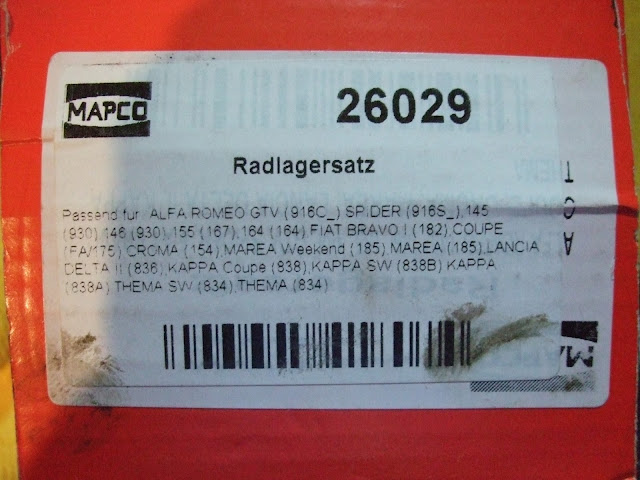 MAPCO
26029
Radlagersatz
Passend für: ALFA ROMEO GTV (916C_) SPIDER (916S_),145
(930),146 (930),155 (167),164 (164) FIAT BRAVO I (182),COUPE
(FA/175) CROMA (154),MAREA Weekend (185) MAREA (185),LANCIA
DELTA II (836),KAPPA Coupe (838),KAPPA SW (838B) KAPPA
(838A),THEMA SW (834),THEMA (834)